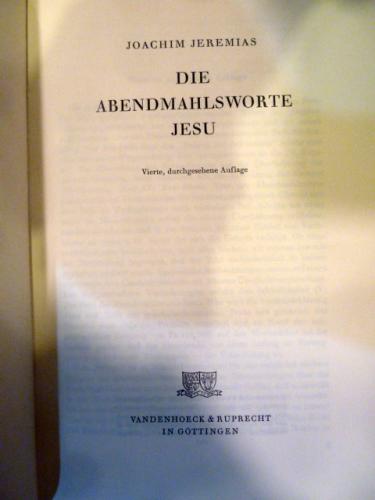 JOACHIM JEREMIAS
DIE
ABENDMAHLSWORTE
JESU
Vierte, durchgesehene Auflage
VANDENHOECK & RUPRECHT
IN GÖTTINGEN